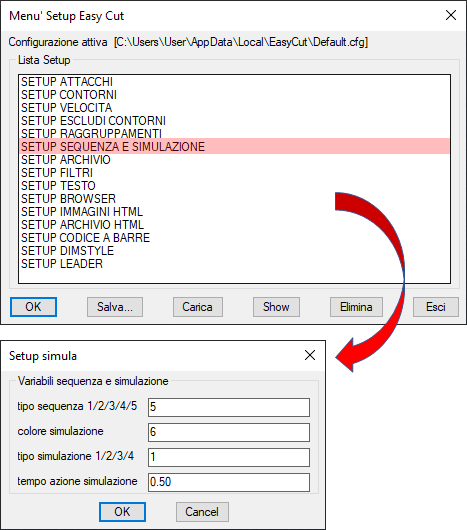 Menu' Setup Easy Cut
Configurazione attiva [C:\Users\User\AppData\Local\EasyCut\Default.cfg]
Lista Setup
SETUP ATTACCHI
SETUP CONTORNI
SETUP VELOCITA
SETUP ESCLUDI CONTORNI
SETUP RAGGRUPPAMENTI
SETUP SEQUENZA E SIMULAZIONE
SETUP ARCHIVIO
SETUP FILTRI
SETUP TESTO
SETUP BROWSER
SETUP IMMAGINI HTML
SETUP ARCHIVIO HTML
SETUP CODICE A BARRE
SETUP DIMSTYLE
SETUP LEADER
OK Salva... Carica Show Elimina Esci
Setup simula
Variabili sequenza e simulazione
tipo sequenza 1/2/3/4/5 5
colore simulazione 6
tipo simulazione 1/2/3/4 1
tempo azione simulazione 0.50
OK Cancel